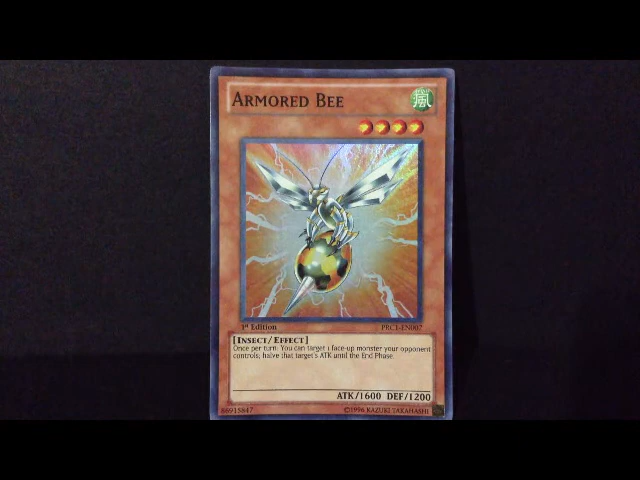 ARMORED BEE
風
1st Edition
PRC1-EN007
[INSECT/EFFECT]
Once per turn: You can target 1 face-up monster your opponent
controls; halve that target's ATK until the End Phase.
ATK/1600 DEF/1200
86915847
©1996 KAZUKI TAKAHASHI